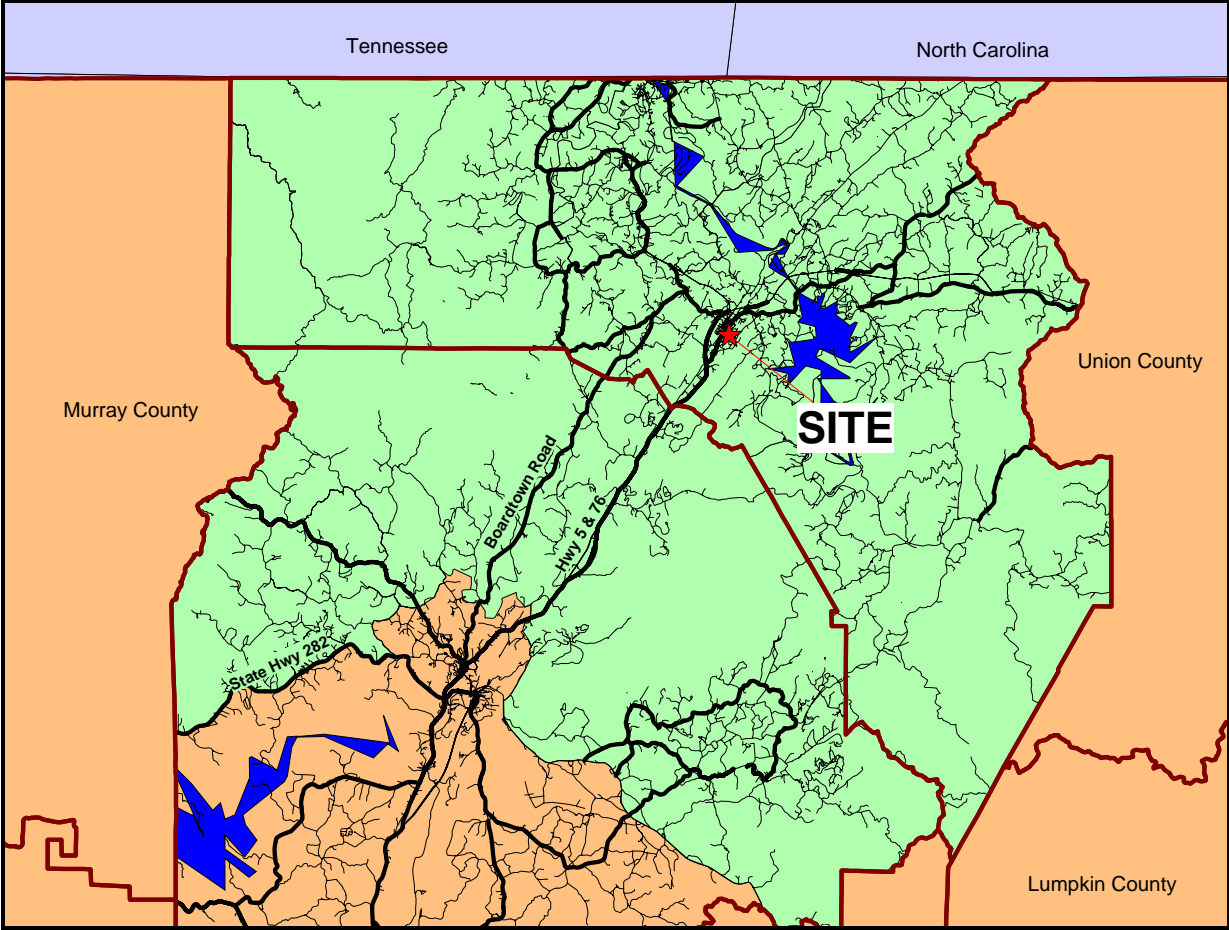 Tennessee
North Carolina
Union County
Murray County
SITE
Boardtown Road
Hwy 5 & 76
State Hwy 282
Lumpkin County